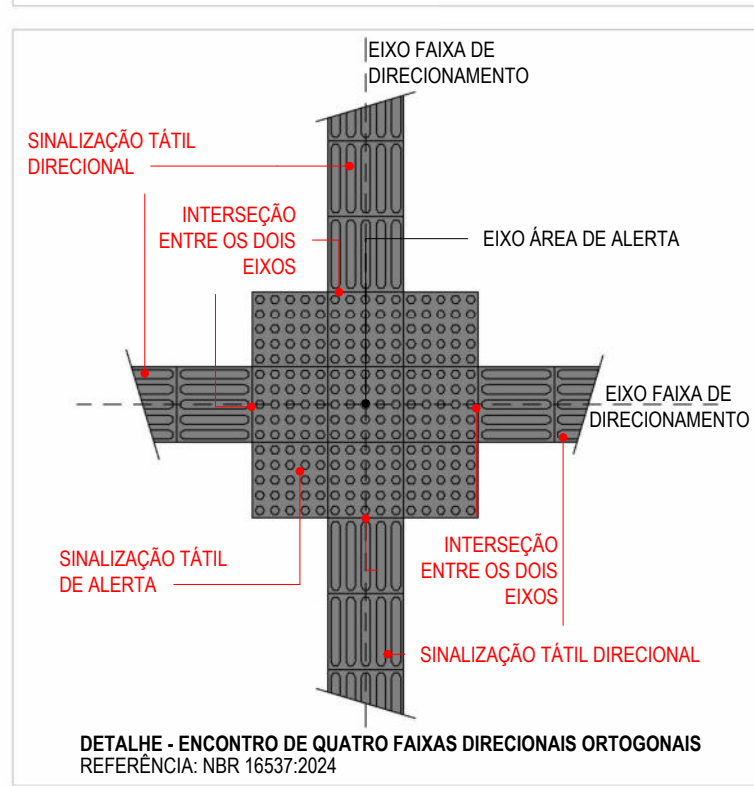 EIXO FAIXA DE
DIRECIONAMENTO
SINALIZAÇÃO TÁTIL
DIRECIONAL
INTERSEÇÃO
ENTRE OS DOIS
EIXOS
EIXO ÁREA DE ALERTA
EIXO FAIXA DE
DIRECIONAMENTO
SINALIZAÇÃO TÁTIL
DE ALERTA
INTERSEÇÃO
ENTRE OS DOIS
EIXOS
SINALIZAÇÃO TÁTIL DIRECIONAL
DETALHE - ENCONTRO DE QUATRO FAIXAS DIRECIONAIS ORTOGONAIS
REFERÊNCIA: NBR 16537:2024